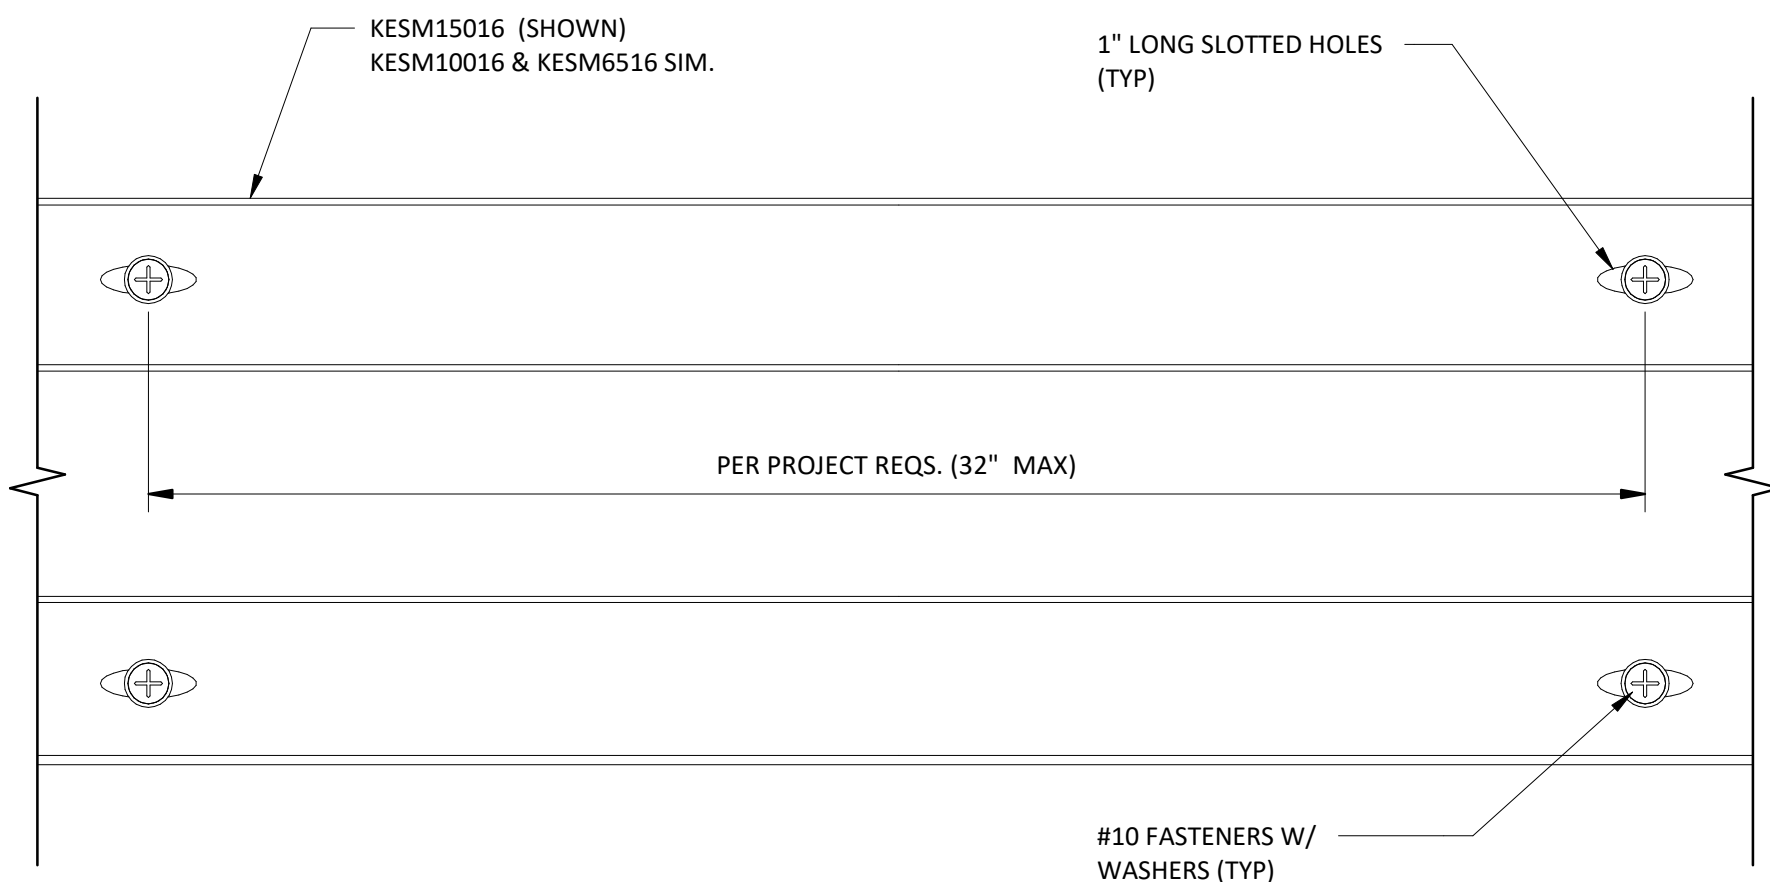 KESM15016 (SHOWN)
KESM10016 & KESM6516 SIM.
1" LONG SLOTTED HOLES
(TYP)
PER PROJECT REQS. (32" MAX)
#10 FASTENERS W/
WASHERS (TYP)